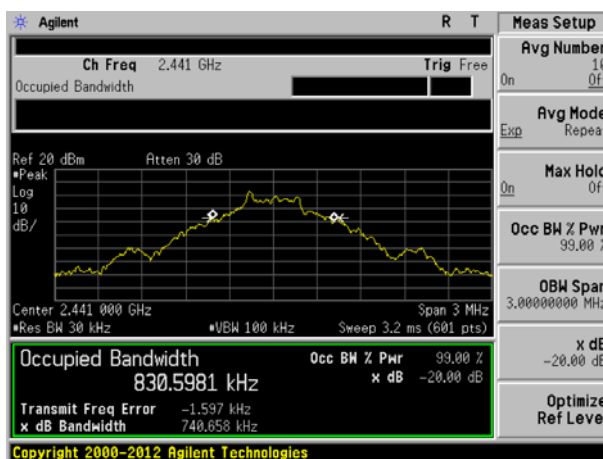 Agilent R T Meas Setup
Avg Number
10
On Of
Avg Mode
Exp Repea
Max Hold
On Of
Occ BW % Pwr
99.00 %
OBW Span
3.00000000 MHz
x dB
-20.00 dB
Optimize
Ref Leve
Ch Freq 2.441 GHz Trig Free
Occupied Bandwidth
Ref 20 dBm Atten 30 dB
Peak
Log
10
dB/
Center 2.441 000 GHz Span 3 MHz
Res BW 30 kHz VBW 100 kHz Sweep 3.2 ms (601 pts)
Occupied Bandwidth Occ BW % Pwr 99.00 %
830.5981 kHz x dB -20.00 dB
Transmit Freq Error -1.597 kHz
x dB Bandwidth 740.658 kHz
Copyright 2000-2012 Agilent Technologies